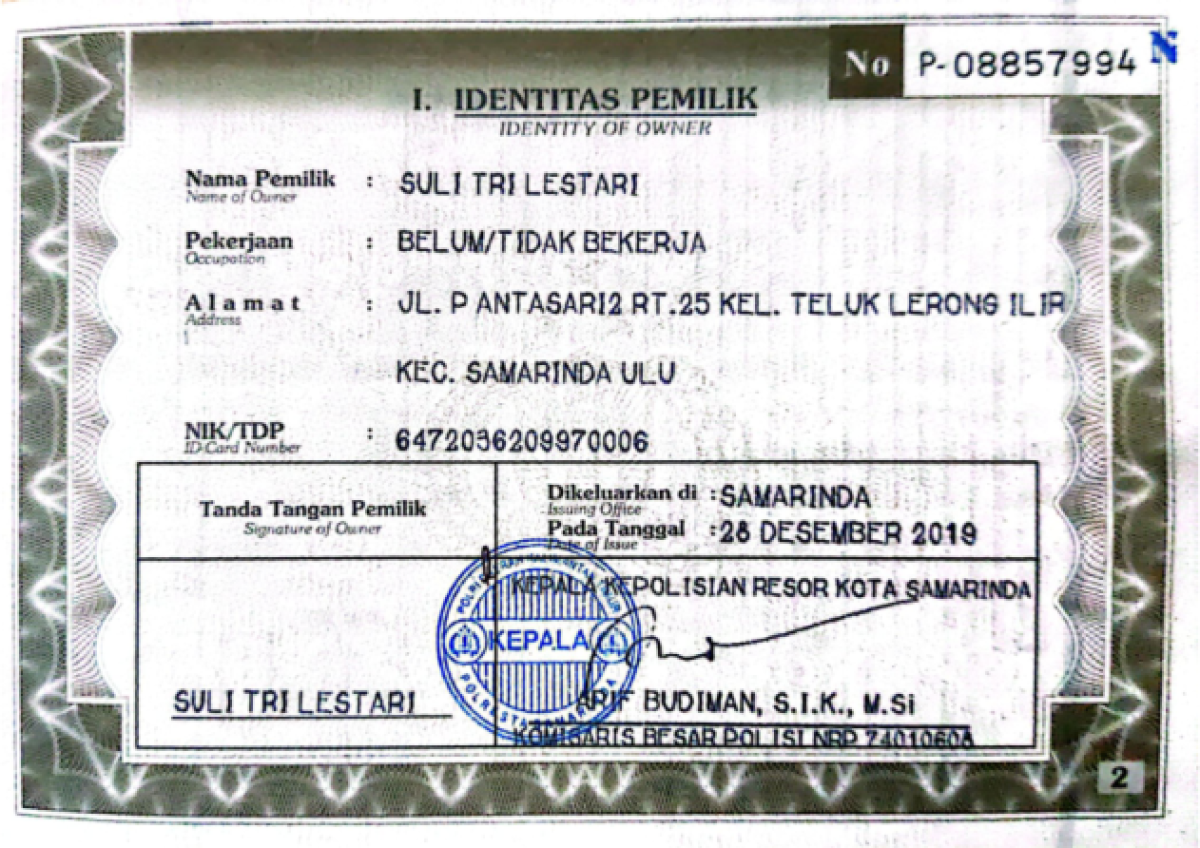 No P-08857994 N
I. IDENTITAS PEMILIK
IDENTITY OF OWNER
Nama Pemilik : SULI TRI LESTARI
Name of Owner
Pekerjaan : BELUM/TIDAK BEKERJA
Occupation
Alamat : JL. P ANTASARI2 RT.25 KEL. TELUK LERONG ILIR
Address
KEC. SAMARINDA ULU
NIK/TDP : 6472036209970006
ID Card Number
Tanda Tangan Pemilik
Signature of Owner
Dikeluarkan di : SAMARINDA
Issuing Office
Pada Tanggal : 28 DESEMBER 2019
Date of Issue
KEPALA KEPOLISIAN RESOR KOTA SAMARINDA
KEPALA
SULI TRI LESTARI
ARIF BUDIMAN, S.I.K., M.Si
KOMISARIS BESAR POLISI NRP 74010608
2